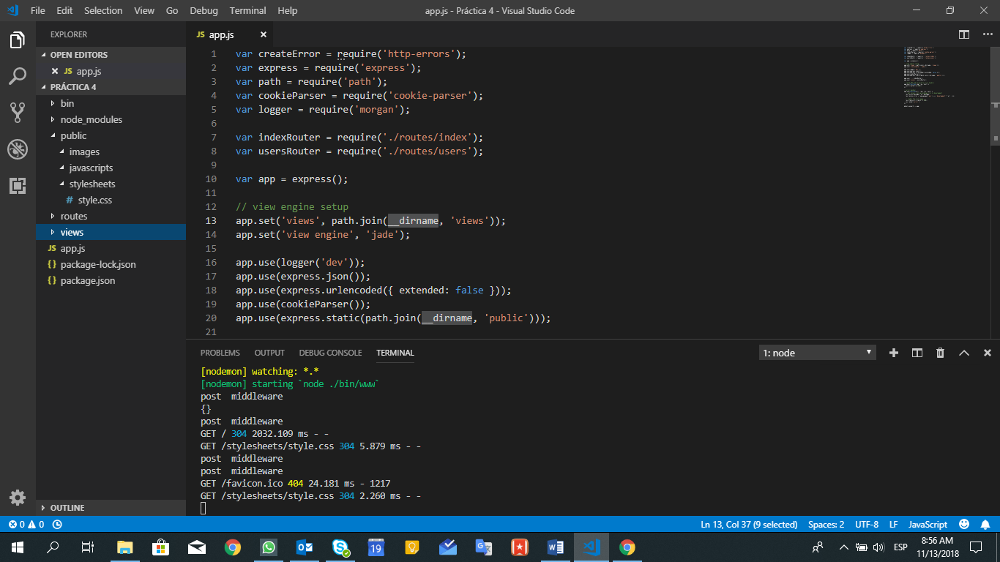 File Edit Selection View Go Debug Terminal Help
app.js - Práctica 4 - Visual Studio Code
EXPLORER
OPEN EDITORS
JS app.js
PRÁCTICA 4
bin
node_modules
public
images
javascripts
stylesheets
# style.css
routes
views
JS app.js
{} package-lock.json
{} package.json
OUTLINE
JS app.js
1 var createError = require('http-errors');
2 var express = require('express');
3 var path = require('path');
4 var cookieParser = require('cookie-parser');
5 var logger = require('morgan');
6
7 var indexRouter = require('./routes/index');
8 var usersRouter = require('./routes/users');
9
10 var app = express();
11
12 // view engine setup
13 app.set('views', path.join(__dirname, 'views'));
14 app.set('view engine', 'jade');
15
16 app.use(logger('dev'));
17 app.use(express.json());
18 app.use(express.urlencoded({ extended: false }));
19 app.use(cookieParser());
20 app.use(express.static(path.join(__dirname, 'public')));
21
PROBLEMS OUTPUT DEBUG CONSOLE TERMINAL
1: node
[nodemon] watching: *.*
[nodemon] starting `node ./bin/www`
post  middleware
{}
post  middleware
GET / 304 2032.109 ms - -
GET /stylesheets/style.css 304 5.879 ms - -
post  middleware
post  middleware
GET /favicon.ico 404 24.181 ms - 1217
GET /stylesheets/style.css 304 2.260 ms - -
0 0
Ln 13, Col 37 (9 selected) Spaces: 2 UTF-8 LF JavaScript
19
ESP
8:56 AM
11/13/2018